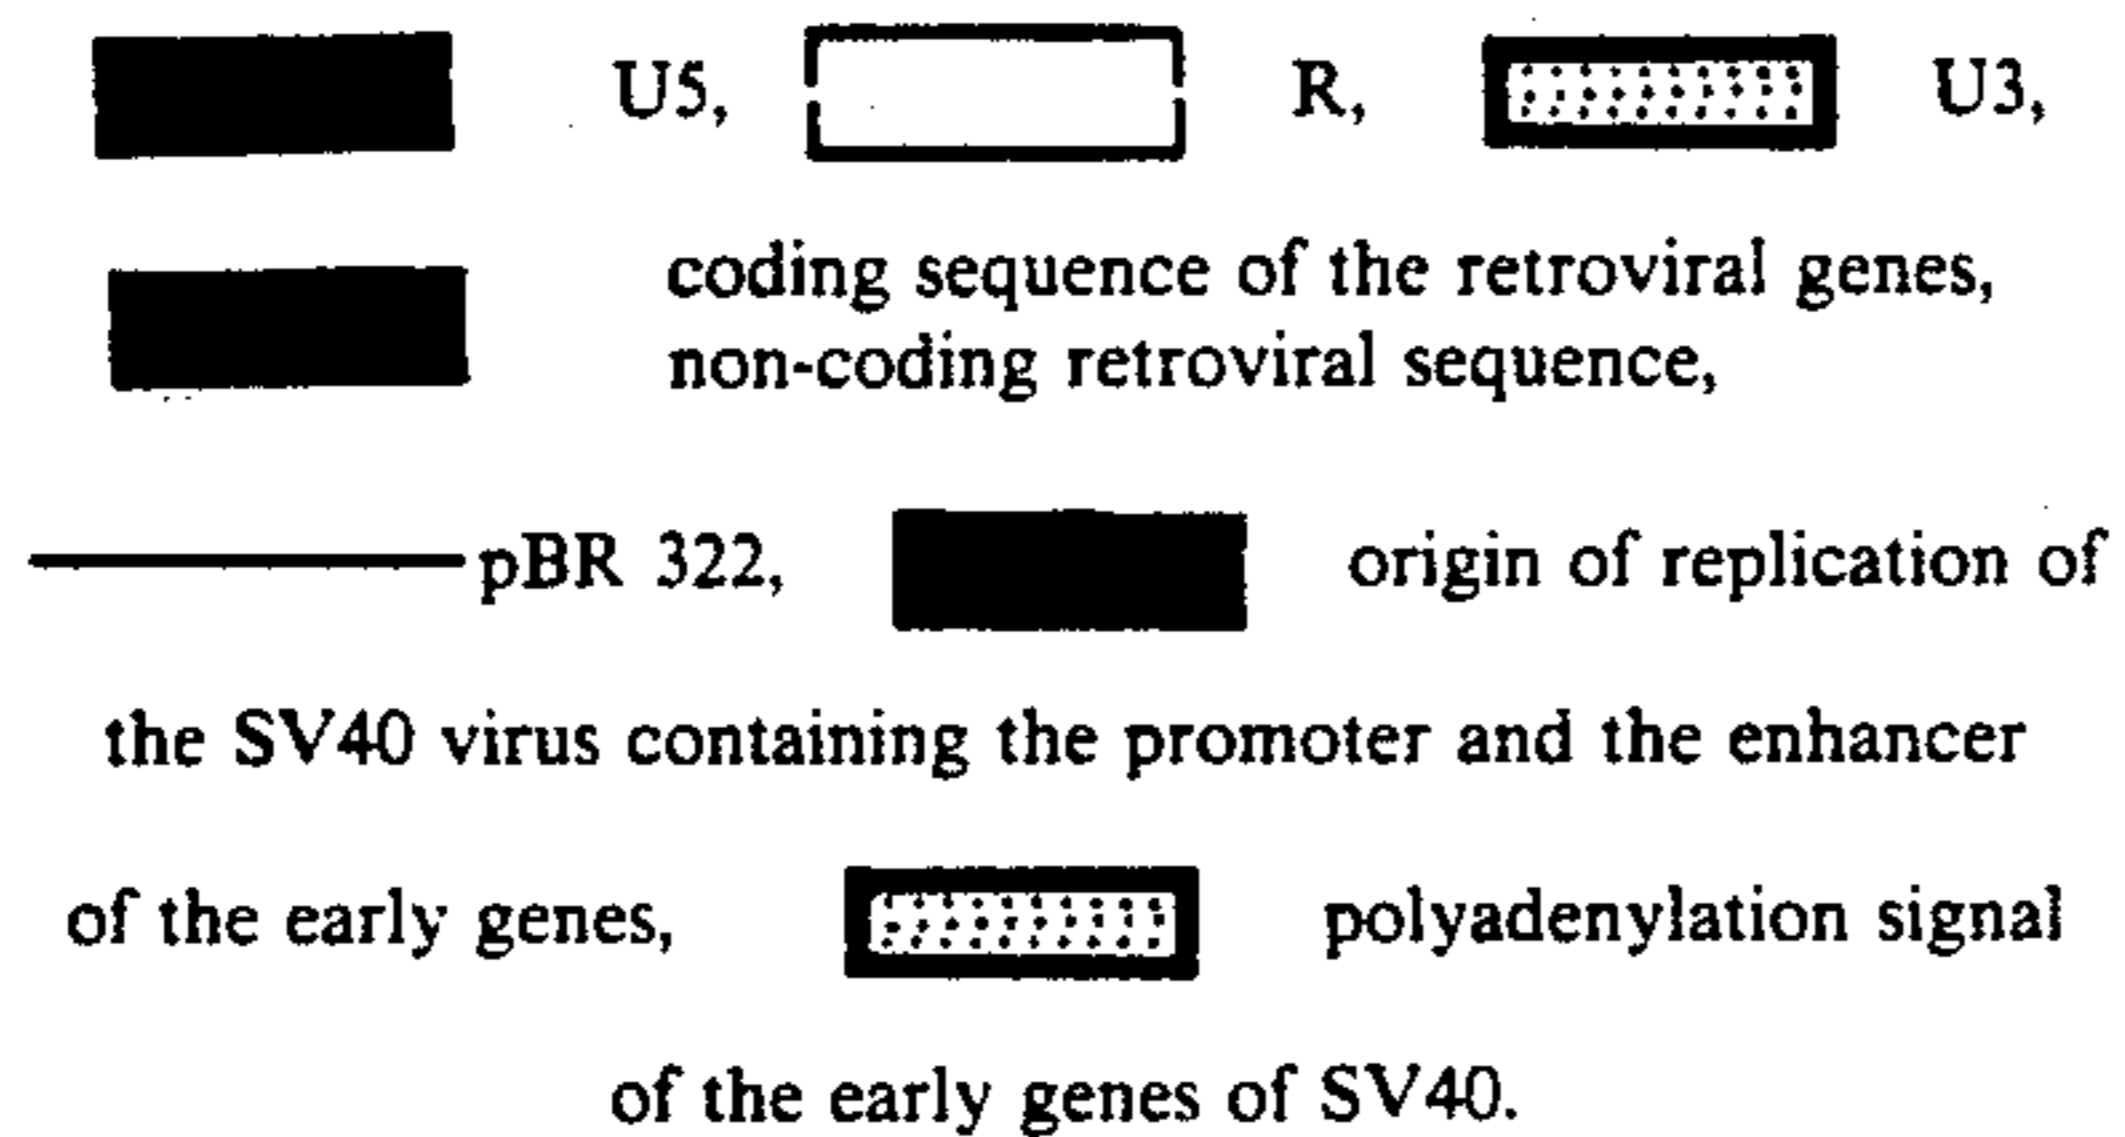 U5, R, U3,
coding sequence of the retroviral genes,
non-coding retroviral sequence,
pBR 322, origin of replication of
the SV40 virus containing the promoter and the enhancer
of the early genes, polyadenylation signal
of the early genes of SV40.